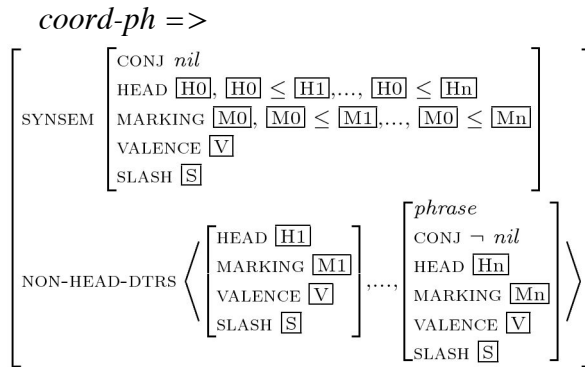 coord-ph =>
CONJ nil
HEAD H0, H0 ≤ H1,..., H0 ≤ Hn
SYNSEM MARKING M0, M0 ≤ M1,..., M0 ≤ Mn
VALENCE V
SLASH S
phrase
HEAD H1 CONJ ¬ nil
MARKING M1 HEAD Hn
NON-HEAD-DTRS ,...,
VALENCE V MARKING Mn
SLASH S VALENCE V
SLASH S